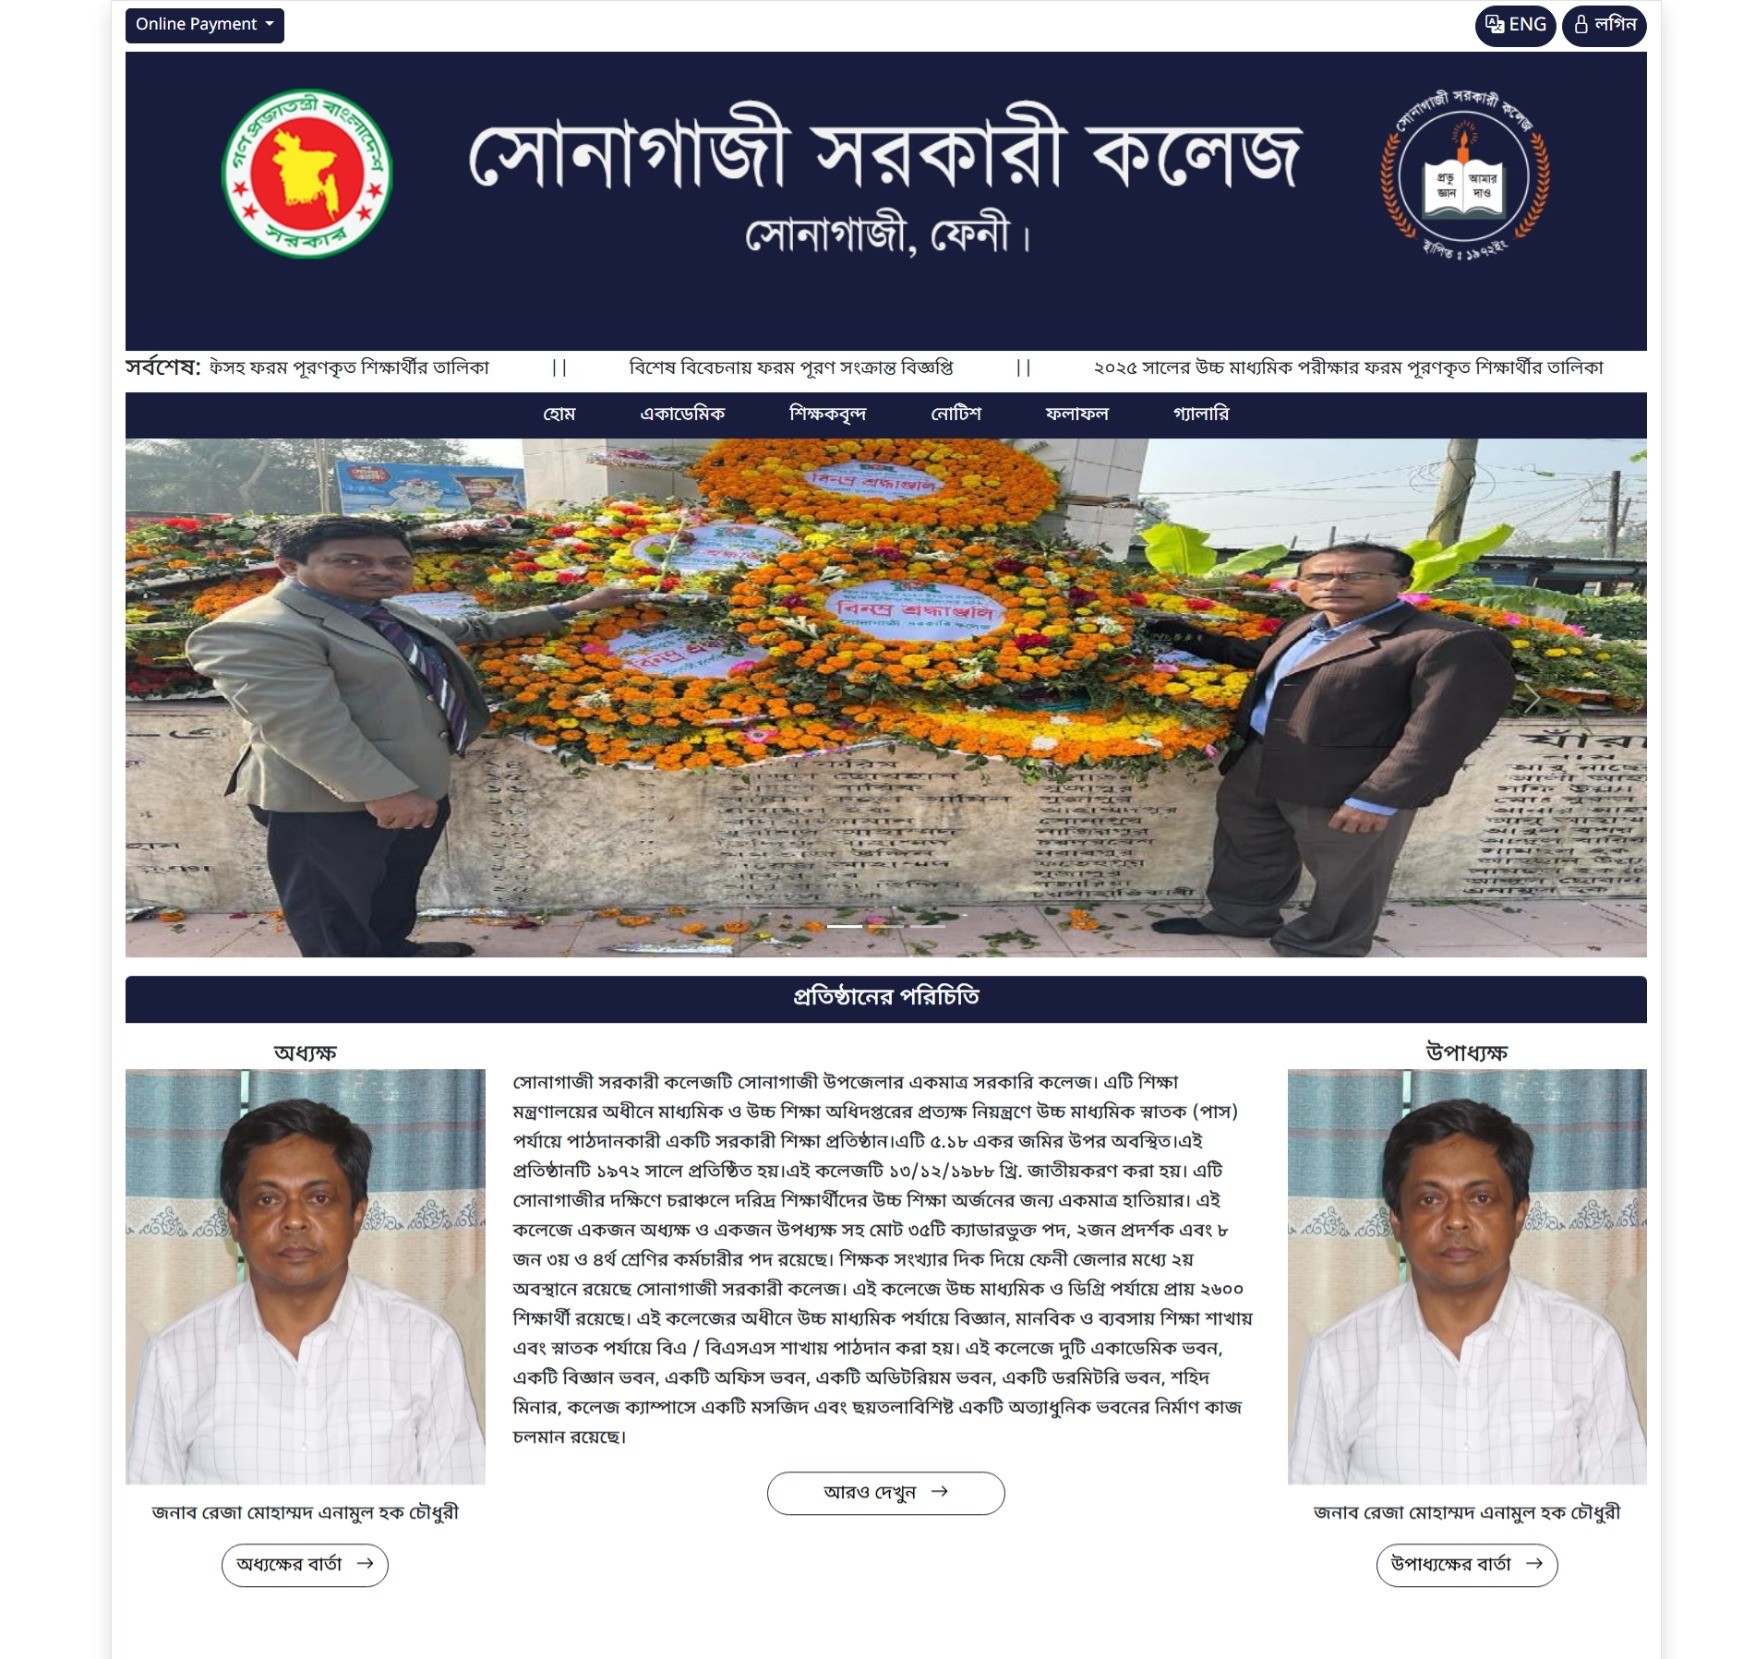 Online Payment
ENG
লগিন
গণপ্রজাতন্ত্রী বাংলাদেশ
সরকার
সোনাগাজী সরকারী কলেজ
সোনাগাজী, ফেনী।
সোনাগাজী সরকারী কলেজ
প্রভু আমার
জ্ঞান দাও
স্থাপিত : ১৯৭২ইং
সর্বশেষ: ফিসহ ফরম পূরণকৃত শিক্ষার্থীর তালিকা || বিশেষ বিবেচনায় ফরম পূরণ সংক্রান্ত বিজ্ঞপ্তি || ২০২৫ সালের উচ্চ মাধ্যমিক পরীক্ষার ফরম পূরণকৃত শিক্ষার্থীর তালিকা
হোম একাডেমিক শিক্ষকবৃন্দ নোটিশ ফলাফল গ্যালারি
বিনম্র শ্রদ্ধাঞ্জলি
বিনম্র শ্রদ্ধাঞ্জলি
সোনাগাজী সরকারি কলেজ
প্রতিষ্ঠানের পরিচিতি
অধ্যক্ষ
জনাব রেজা মোহাম্মদ এনামুল হক চৌধুরী
অধ্যক্ষের বার্তা →
সোনাগাজী সরকারী কলেজটি সোনাগাজী উপজেলার একমাত্র সরকারি কলেজ। এটি শিক্ষা
মন্ত্রণালয়ের অধীনে মাধ্যমিক ও উচ্চ শিক্ষা অধিদপ্তরের প্রত্যক্ষ নিয়ন্ত্রণে উচ্চ মাধ্যমিক স্নাতক (পাস)
পর্যায়ে পাঠদানকারী একটি সরকারী শিক্ষা প্রতিষ্ঠান।এটি ৫.১৮ একর জমির উপর অবস্থিত।এই
প্রতিষ্ঠানটি ১৯৭২ সালে প্রতিষ্ঠিত হয়।এই কলেজটি ১৩/১২/১৯৮৮ খ্রি. জাতীয়করণ করা হয়। এটি
সোনাগাজীর দক্ষিণে চরাঞ্চলে দরিদ্র শিক্ষার্থীদের উচ্চ শিক্ষা অর্জনের জন্য একমাত্র হাতিয়ার। এই
কলেজে একজন অধ্যক্ষ ও একজন উপধ্যক্ষ সহ মোট ৩৫টি ক্যাডারভুক্ত পদ, ২জন প্রদর্শক এবং ৮
জন ৩য় ও ৪র্থ শ্রেণির কর্মচারীর পদ রয়েছে। শিক্ষক সংখ্যার দিক দিয়ে ফেনী জেলার মধ্যে ২য়
অবস্থানে রয়েছে সোনাগাজী সরকারী কলেজ। এই কলেজে উচ্চ মাধ্যমিক ও ডিগ্রি পর্যায়ে প্রায় ২৬০০
শিক্ষার্থী রয়েছে। এই কলেজের অধীনে উচ্চ মাধ্যমিক পর্যায়ে বিজ্ঞান, মানবিক ও ব্যবসায় শিক্ষা শাখায়
এবং স্নাতক পর্যায়ে বিএ / বিএসএস শাখায় পাঠদান করা হয়। এই কলেজে দুটি একাডেমিক ভবন,
একটি বিজ্ঞান ভবন, একটি অফিস ভবন, একটি অডিটরিয়ম ভবন, একটি ডরমিটরি ভবন, শহিদ
মিনার, কলেজ ক্যাম্পাসে একটি মসজিদ এবং ছয়তলাবিশিষ্ট একটি অত্যাধুনিক ভবনের নির্মাণ কাজ
চলমান রয়েছে।
আরও দেখুন →
উপাধ্যক্ষ
জনাব রেজা মোহাম্মদ এনামুল হক চৌধুরী
উপাধ্যক্ষের বার্তা →